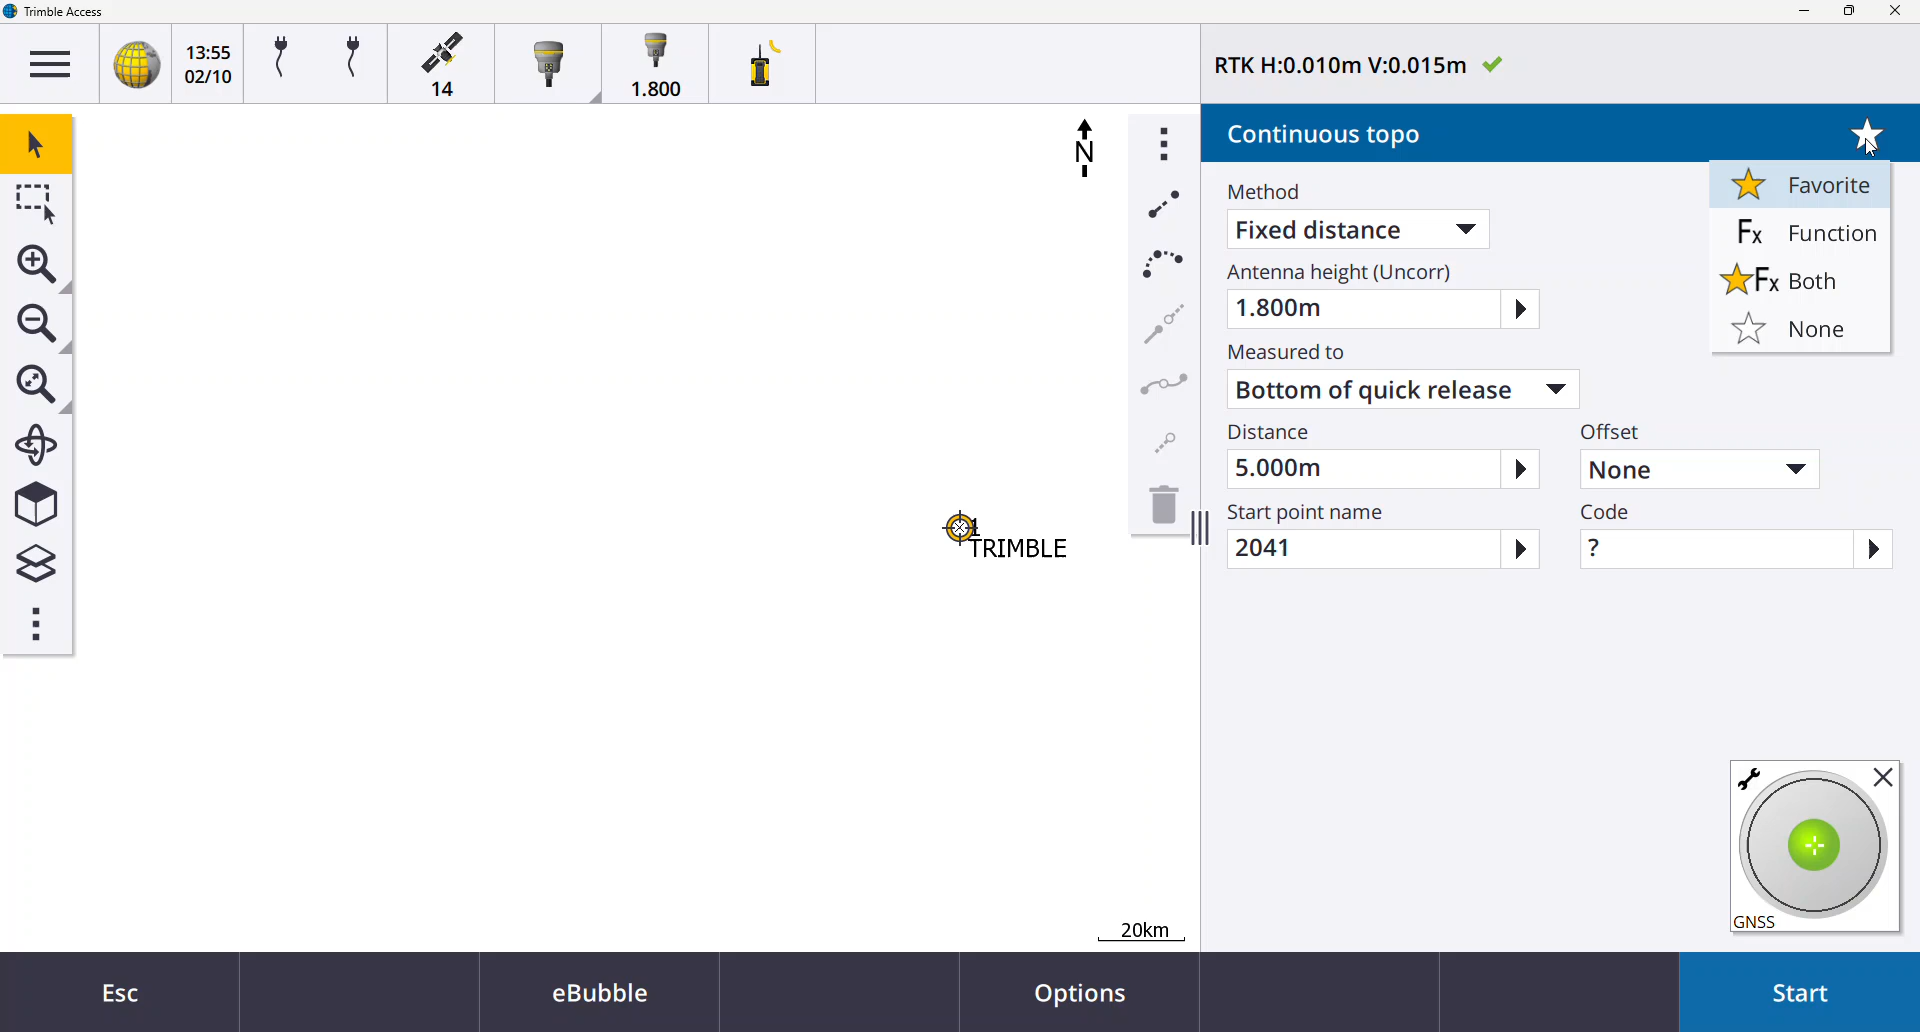 Trimble Access
13:55
02/10
14
1.800
RTK H:0.010m V:0.015m
N
Continuous topo
Favorite
Fx Function
Fx Both
None
Method
Fixed distance
Antenna height (Uncorr)
1.800m
Measured to
Bottom of quick release
Distance
Offset
5.000m
None
Start point name
Code
2041
?
1
TRIMBLE
GNSS
20km
Esc
eBubble
Options
Start